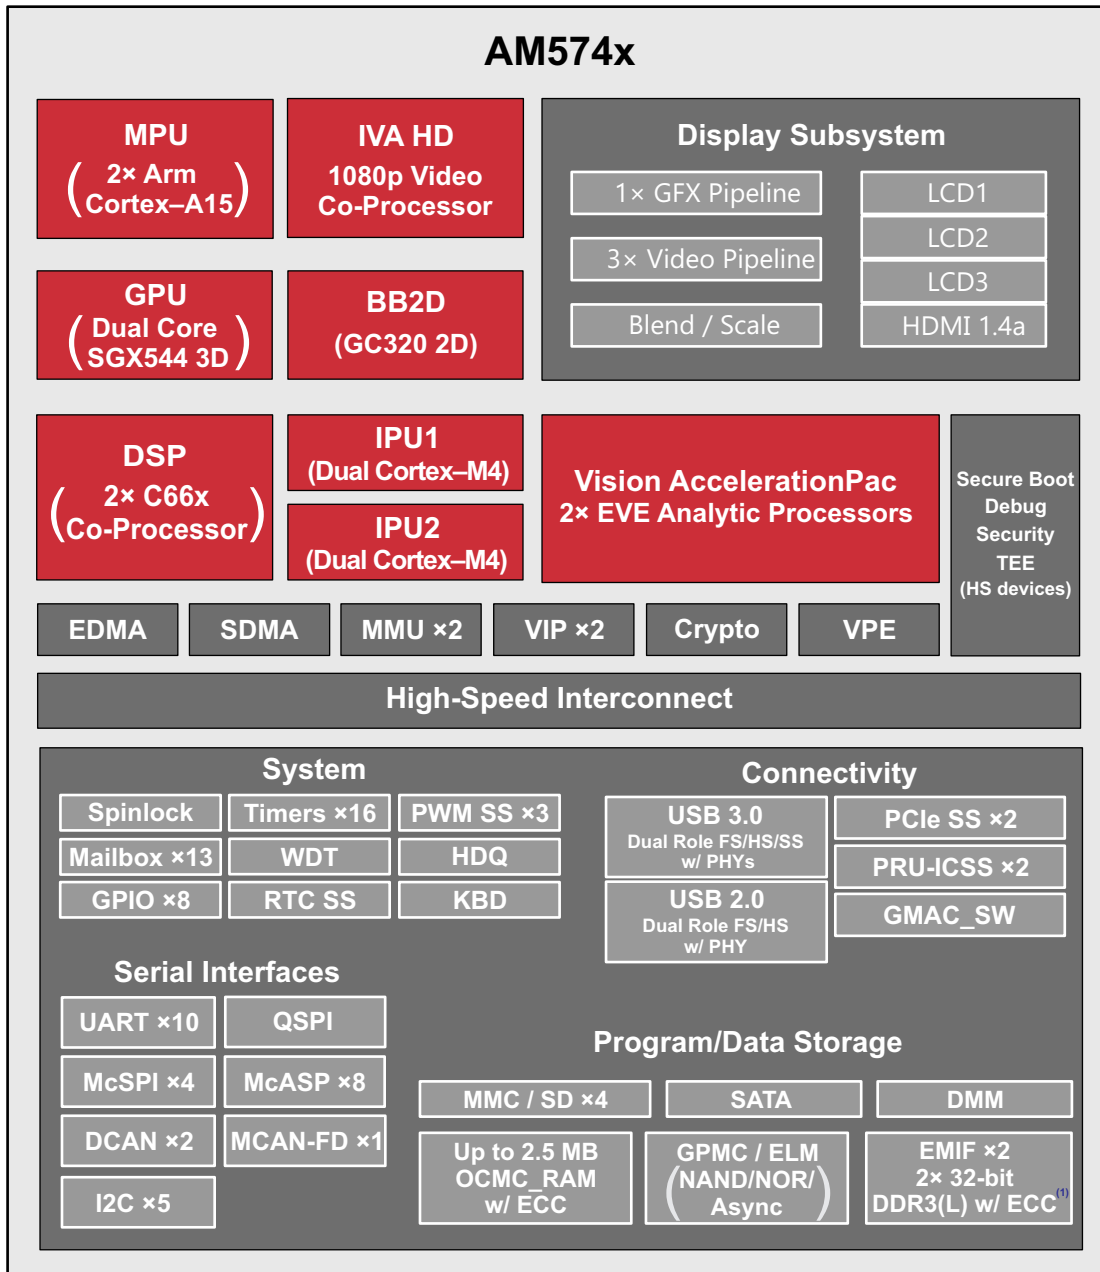 AM574x
MPU
(2× Arm
Cortex–A15)
IVA HD
1080p Video
Co-Processor
Display Subsystem
1× GFX Pipeline
3× Video Pipeline
Blend / Scale
LCD1
LCD2
LCD3
HDMI 1.4a
GPU
(Dual Core
SGX544 3D)
BB2D
(GC320 2D)
DSP
(2× C66x
Co-Processor)
IPU1
(Dual Cortex–M4)
IPU2
(Dual Cortex–M4)
Vision AccelerationPac
2× EVE Analytic Processors
Secure Boot
Debug
Security
TEE
(HS devices)
EDMA
SDMA
MMU ×2
VIP ×2
Crypto
VPE
High-Speed Interconnect
System
Spinlock
Timers ×16
PWM SS ×3
Mailbox ×13
WDT
HDQ
GPIO ×8
RTC SS
KBD
Connectivity
USB 3.0
Dual Role FS/HS/SS
w/ PHYs
USB 2.0
Dual Role FS/HS
w/ PHY
PCIe SS ×2
PRU-ICSS ×2
GMAC_SW
Serial Interfaces
UART ×10
QSPI
McSPI ×4
McASP ×8
DCAN ×2
MCAN-FD ×1
I2C ×5
Program/Data Storage
MMC / SD ×4
SATA
DMM
Up to 2.5 MB
OCMC_RAM
w/ ECC
GPMC / ELM
(NAND/NOR/
Async)
EMIF ×2
2× 32-bit
DDR3(L) w/ ECC(1)